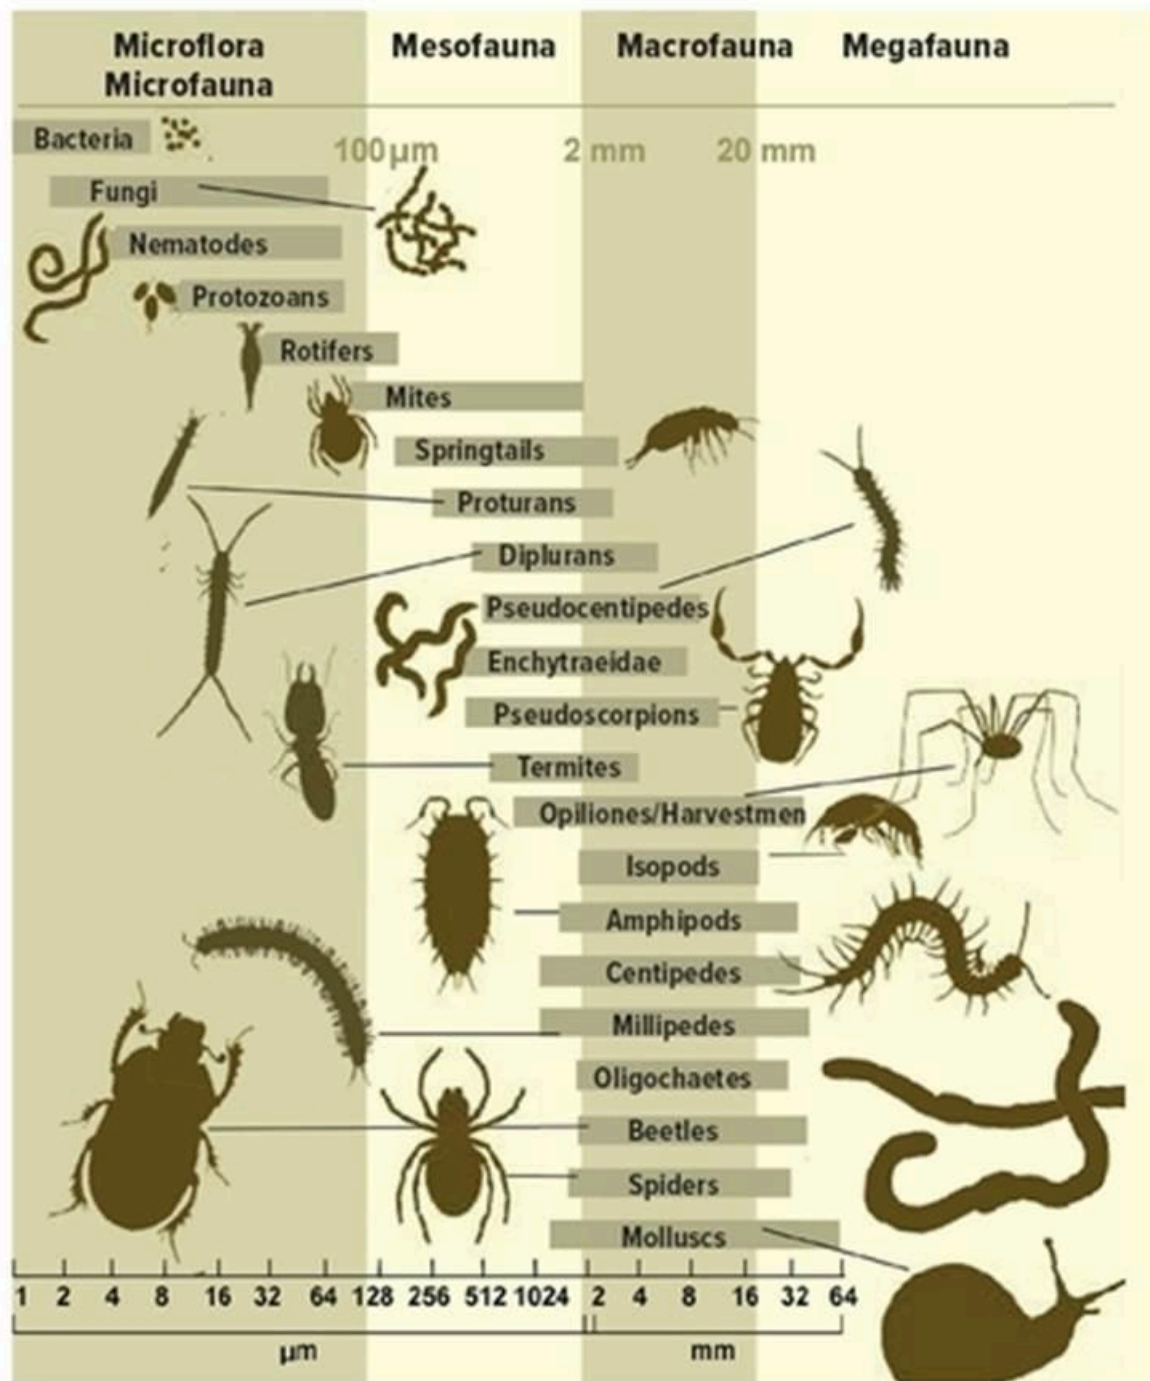 Microflora
Microfauna
Mesofauna
Macrofauna
Megafauna
Bacteria
100 µm
2 mm
20 mm
Fungi
Nematodes
Protozoans
Rotifers
Mites
Springtails
Proturans
Diplurans
Pseudocentipedes
Enchytraeidae
Pseudoscorpions
Termites
Opiliones/Harvestmen
Isopods
Amphipods
Centipedes
Millipedes
Oligochaetes
Beetles
Spiders
Molluscs
1 2 4 8 16 32 64 128 256 512 1024 2 4 8 16 32 64
µm mm